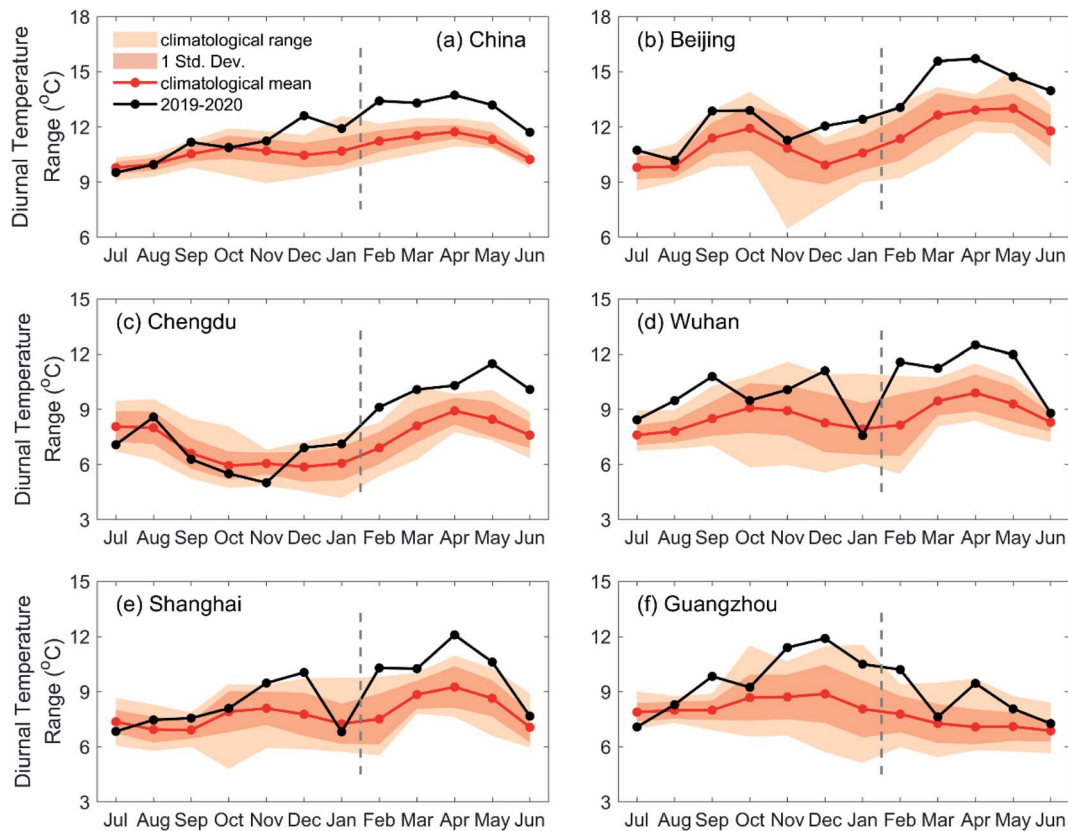 18
15
12
9
6
Diurnal Temperature
Range (°C)
climatological range
1 Std. Dev.
climatological mean
2019-2020
(a) China
Jul Aug Sep Oct Nov Dec Jan Feb Mar Apr May Jun
18
15
12
9
6
(b) Beijing
Jul Aug Sep Oct Nov Dec Jan Feb Mar Apr May Jun
15
12
9
6
3
Diurnal Temperature
Range (°C)
(c) Chengdu
Jul Aug Sep Oct Nov Dec Jan Feb Mar Apr May Jun
15
12
9
6
3
(d) Wuhan
Jul Aug Sep Oct Nov Dec Jan Feb Mar Apr May Jun
15
12
9
6
3
Diurnal Temperature
Range (°C)
(e) Shanghai
Jul Aug Sep Oct Nov Dec Jan Feb Mar Apr May Jun
15
12
9
6
3
(f) Guangzhou
Jul Aug Sep Oct Nov Dec Jan Feb Mar Apr May Jun